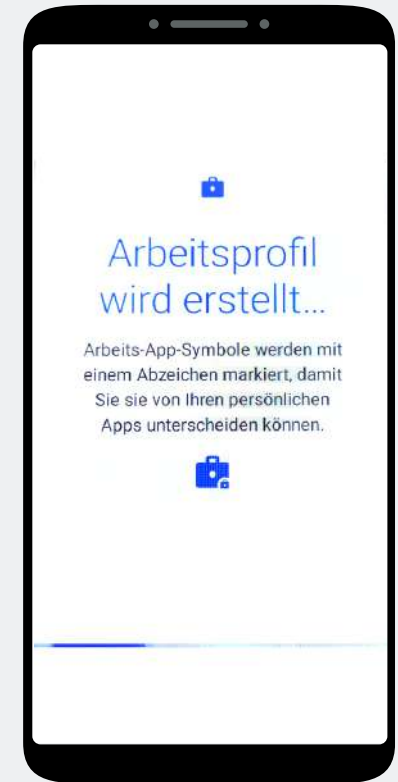 Arbeitsprofil
wird erstellt...
Arbeits-App-Symbole werden mit
einem Abzeichen markiert, damit
Sie sie von Ihren persönlichen
Apps unterscheiden können.